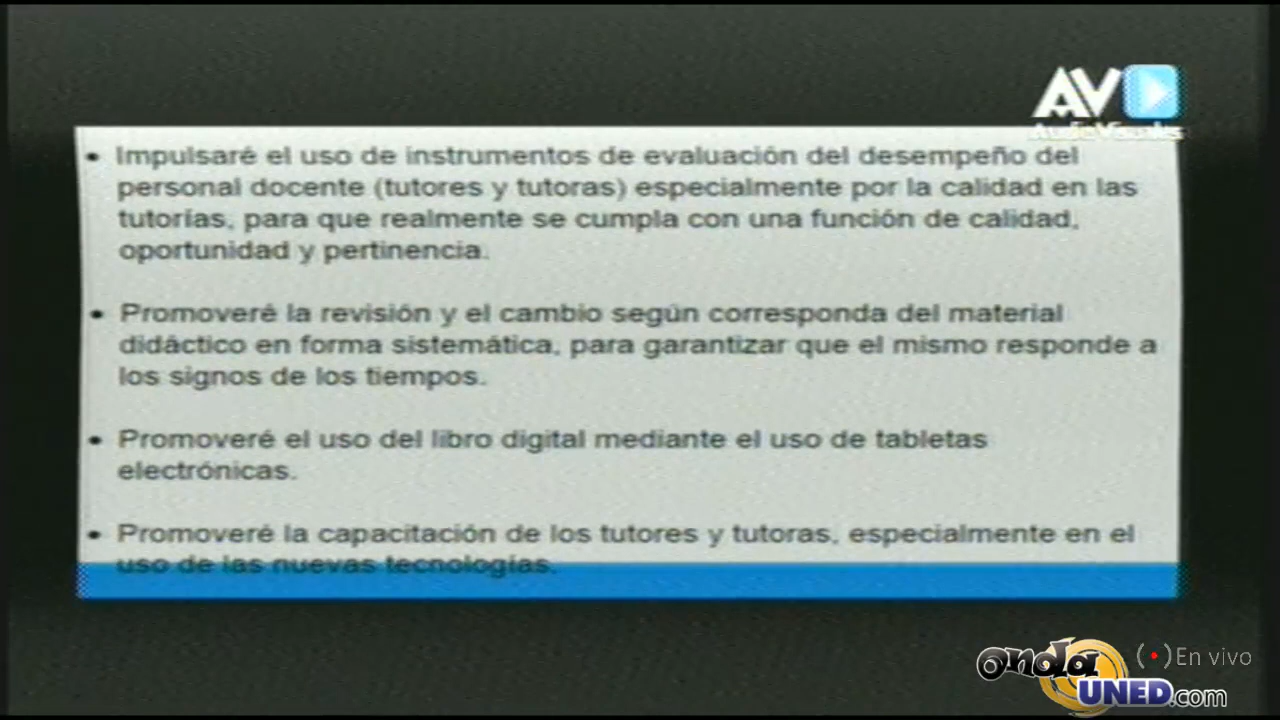 AV
AudioVisuales
• Impulsaré el uso de instrumentos de evaluación del desempeño del
personal docente (tutores y tutoras) especialmente por la calidad en las
tutorías, para que realmente se cumpla con una función de calidad,
oportunidad y pertinencia.
• Promoveré la revisión y el cambio según corresponda del material
didáctico en forma sistemática, para garantizar que el mismo responde a
los signos de los tiempos.
• Promoveré el uso del libro digital mediante el uso de tabletas
electrónicas.
• Promoveré la capacitación de los tutores y tutoras, especialmente en el
uso de las nuevas tecnologías.
(•) En vivo
onda
UNED.com